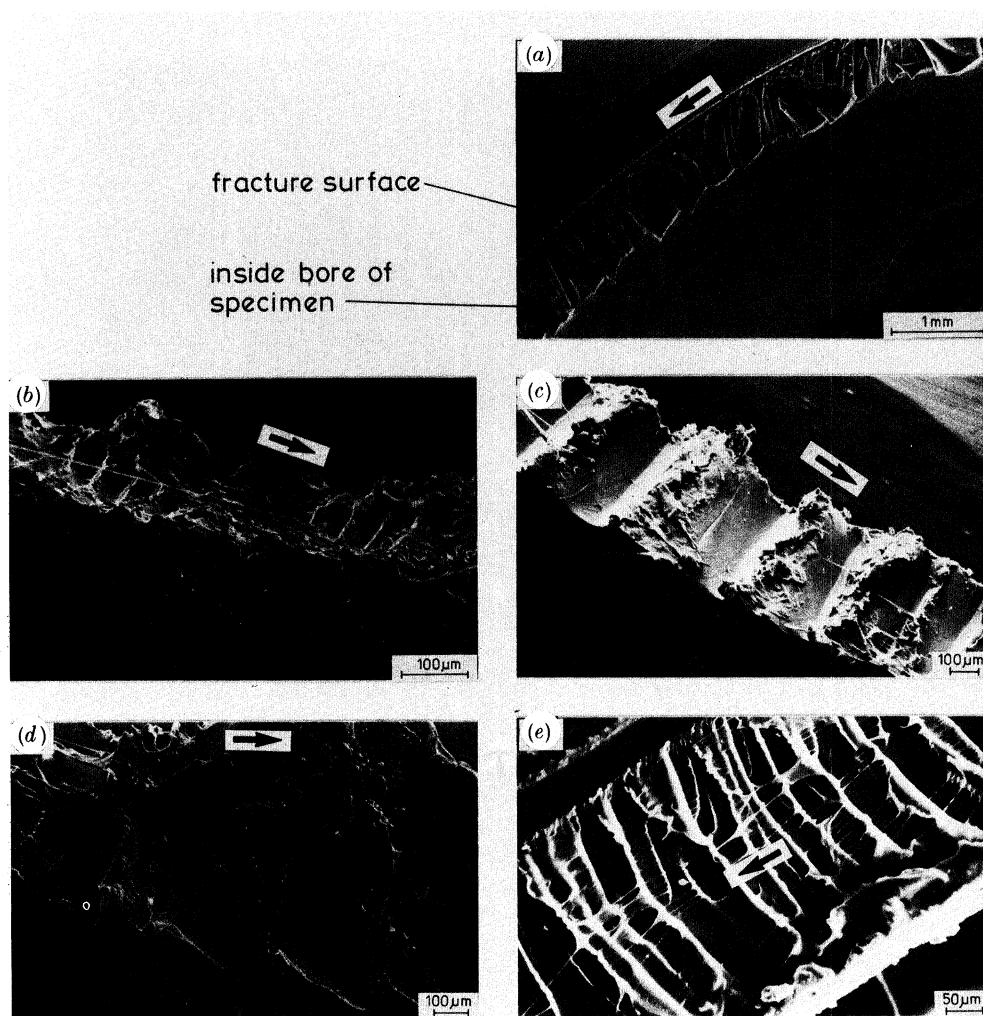 (a)
fracture surface
inside bore of
specimen
1mm
(b)
(c)
100μm
100μm
(d)
(e)
100μm
50μm